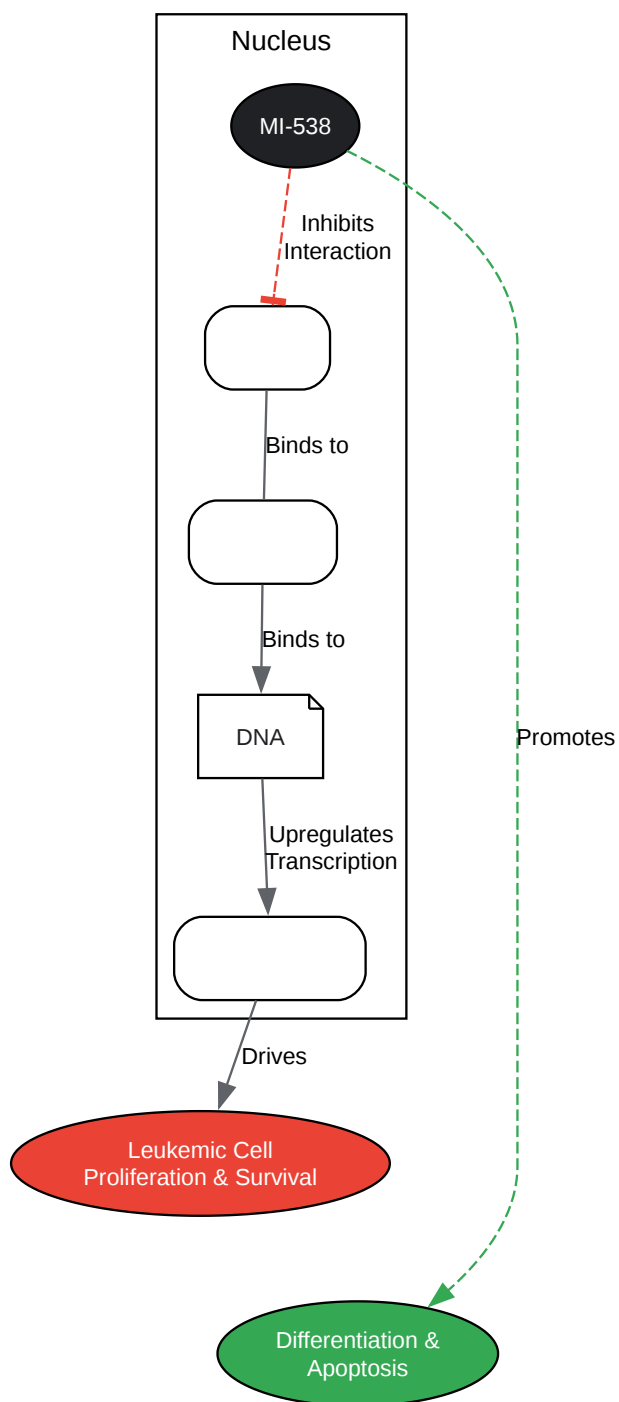 Nucleus
MI-538
Inhibits
Interaction
Binds to
Binds to
DNA
Upregulates
Transcription
Promotes
Drives
Leukemic Cell
Proliferation & Survival
Differentiation &
Apoptosis